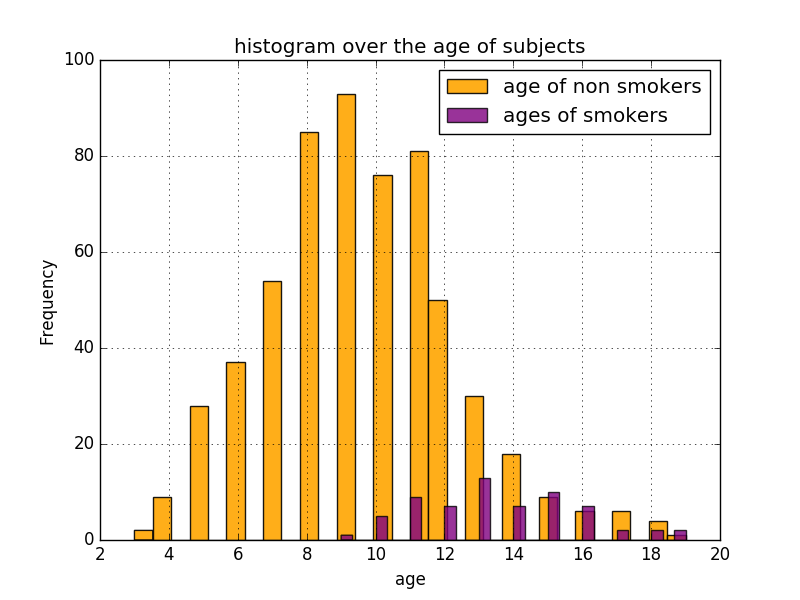 histogram over the age of subjects
age of non smokers
ages of smokers
100
80
60
40
20
0
Frequency
2 4 6 8 10 12 14 16 18 20
age